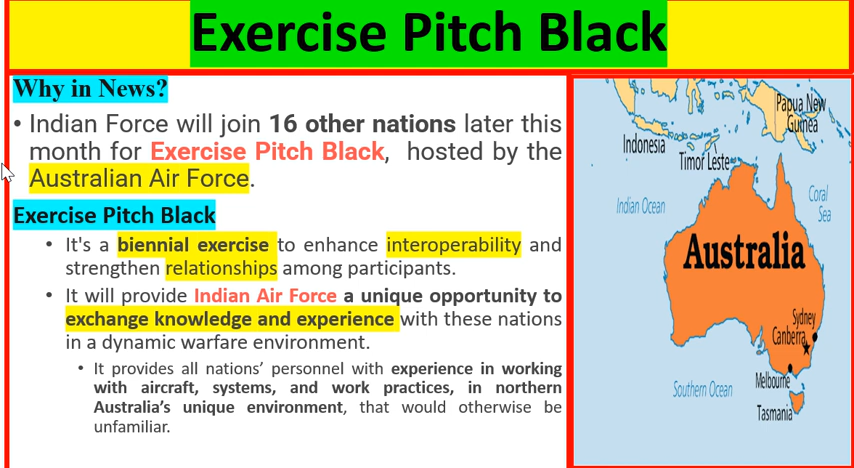 Exercise Pitch Black
Why in News?
• Indian Force will join 16 other nations later this
month for Exercise Pitch Black, hosted by the
Australian Air Force.
Exercise Pitch Black
• It's a biennial exercise to enhance interoperability and
strengthen relationships among participants.
• It will provide Indian Air Force a unique opportunity to
exchange knowledge and experience with these nations
in a dynamic warfare environment.
• It provides all nations’ personnel with experience in working
with aircraft, systems, and work practices, in northern
Australia’s unique environment, that would otherwise be
unfamiliar.
Papua New
Guinea
Indonesia
Timor Leste
Indian Ocean
Coral
Sea
Australia
Sydney
Canberra
Melbourne
Southern Ocean
Tasmania